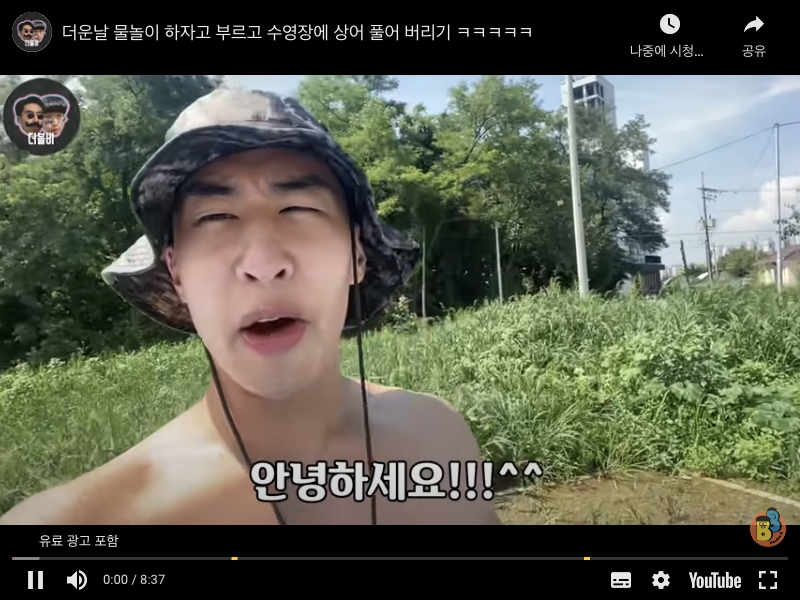 더운날 물놀이 하자고 부르고 수영장에 상어 풀어 버리기 ㅋㅋㅋㅋㅋ
나중에 시청...
공유
더블비
안녕하세요!!!^^
유료 광고 포함
0:00 / 8:37
YouTube